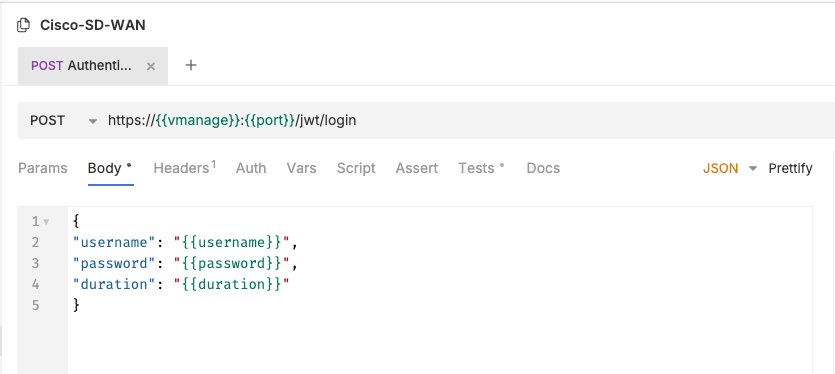 Cisco-SD-WAN
POST Authenti... × +
POST https://{{vmanage}}:{{port}}/jwt/login
Params Body • Headers 1 Auth Vars Script Assert Tests • Docs JSON Prettify
1 {
2 "username": "{{username}}",
3 "password": "{{password}}",
4 "duration": "{{duration}}"
5 }